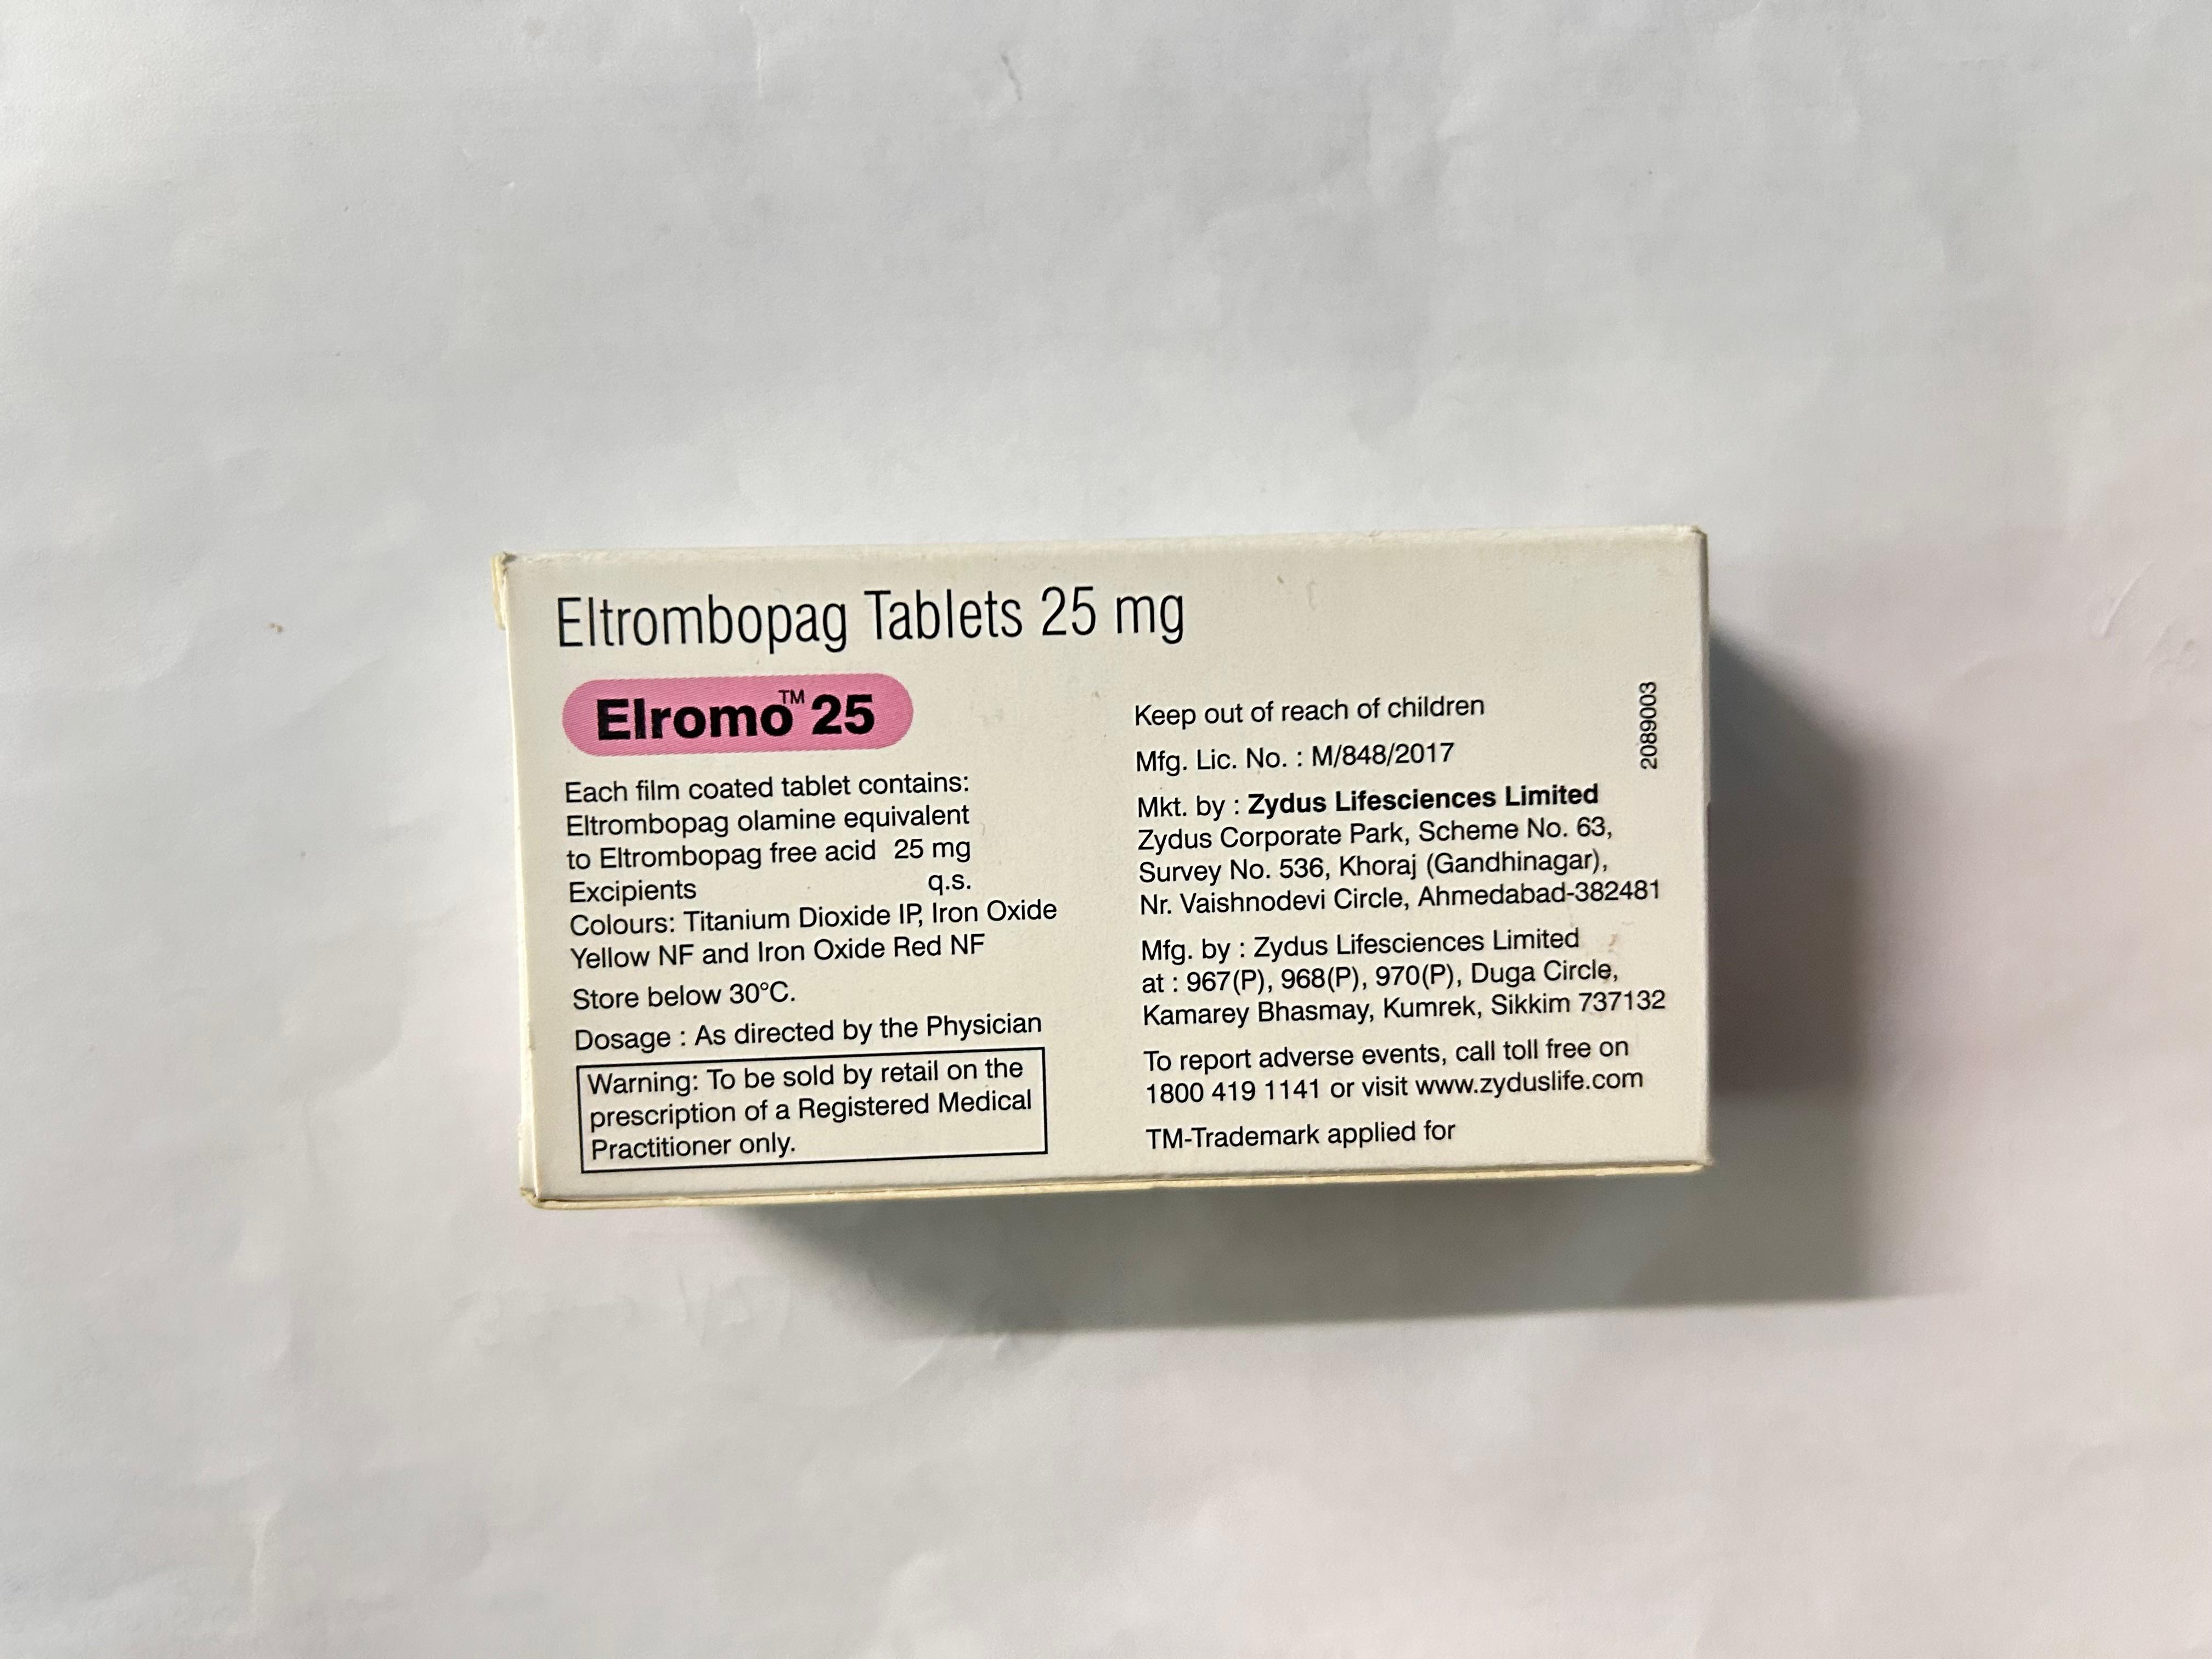 Eltrombopag Tablets 25 mg
Elromo™ 25
Each film coated tablet contains:
Eltrombopag olamine equivalent
to Eltrombopag free acid 25 mg
Excipients q.s.
Colours: Titanium Dioxide IP, Iron Oxide
Yellow NF and Iron Oxide Red NF
Store below 30°C.
Dosage : As directed by the Physician
Warning: To be sold by retail on the
prescription of a Registered Medical
Practitioner only.
Keep out of reach of children
Mfg. Lic. No. : M/848/2017
Mkt. by : Zydus Lifesciences Limited
Zydus Corporate Park, Scheme No. 63,
Survey No. 536, Khoraj (Gandhinagar),
Nr. Vaishnodevi Circle, Ahmedabad-382481
Mfg. by : Zydus Lifesciences Limited
at : 967(P), 968(P), 970(P), Duga Circle,
Kamarey Bhasmay, Kumrek, Sikkim 737132
To report adverse events, call toll free on
1800 419 1141 or visit www.zyduslife.com
TM-Trademark applied for
2089003